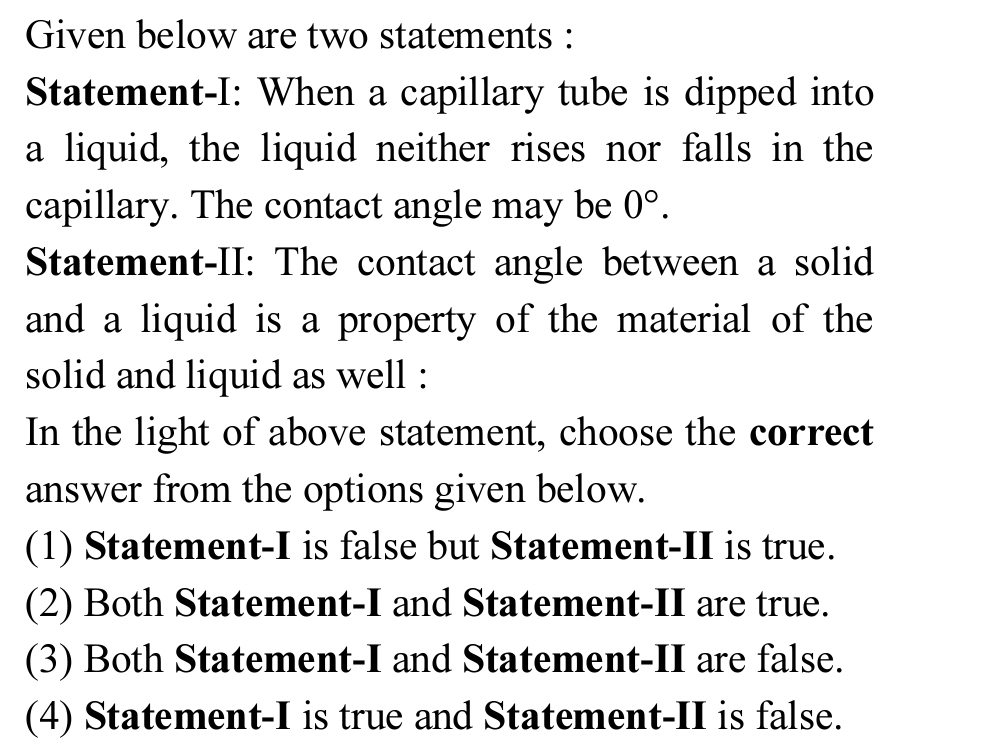 Given below are two statements :
Statement-I: When a capillary tube is dipped into
a liquid, the liquid neither rises nor falls in the
capillary. The contact angle may be 0°.
Statement-II: The contact angle between a solid
and a liquid is a property of the material of the
solid and liquid as well :
In the light of above statement, choose the correct
answer from the options given below.
(1) Statement-I is false but Statement-II is true.
(2) Both Statement-I and Statement-II are true.
(3) Both Statement-I and Statement-II are false.
(4) Statement-I is true and Statement-II is false.